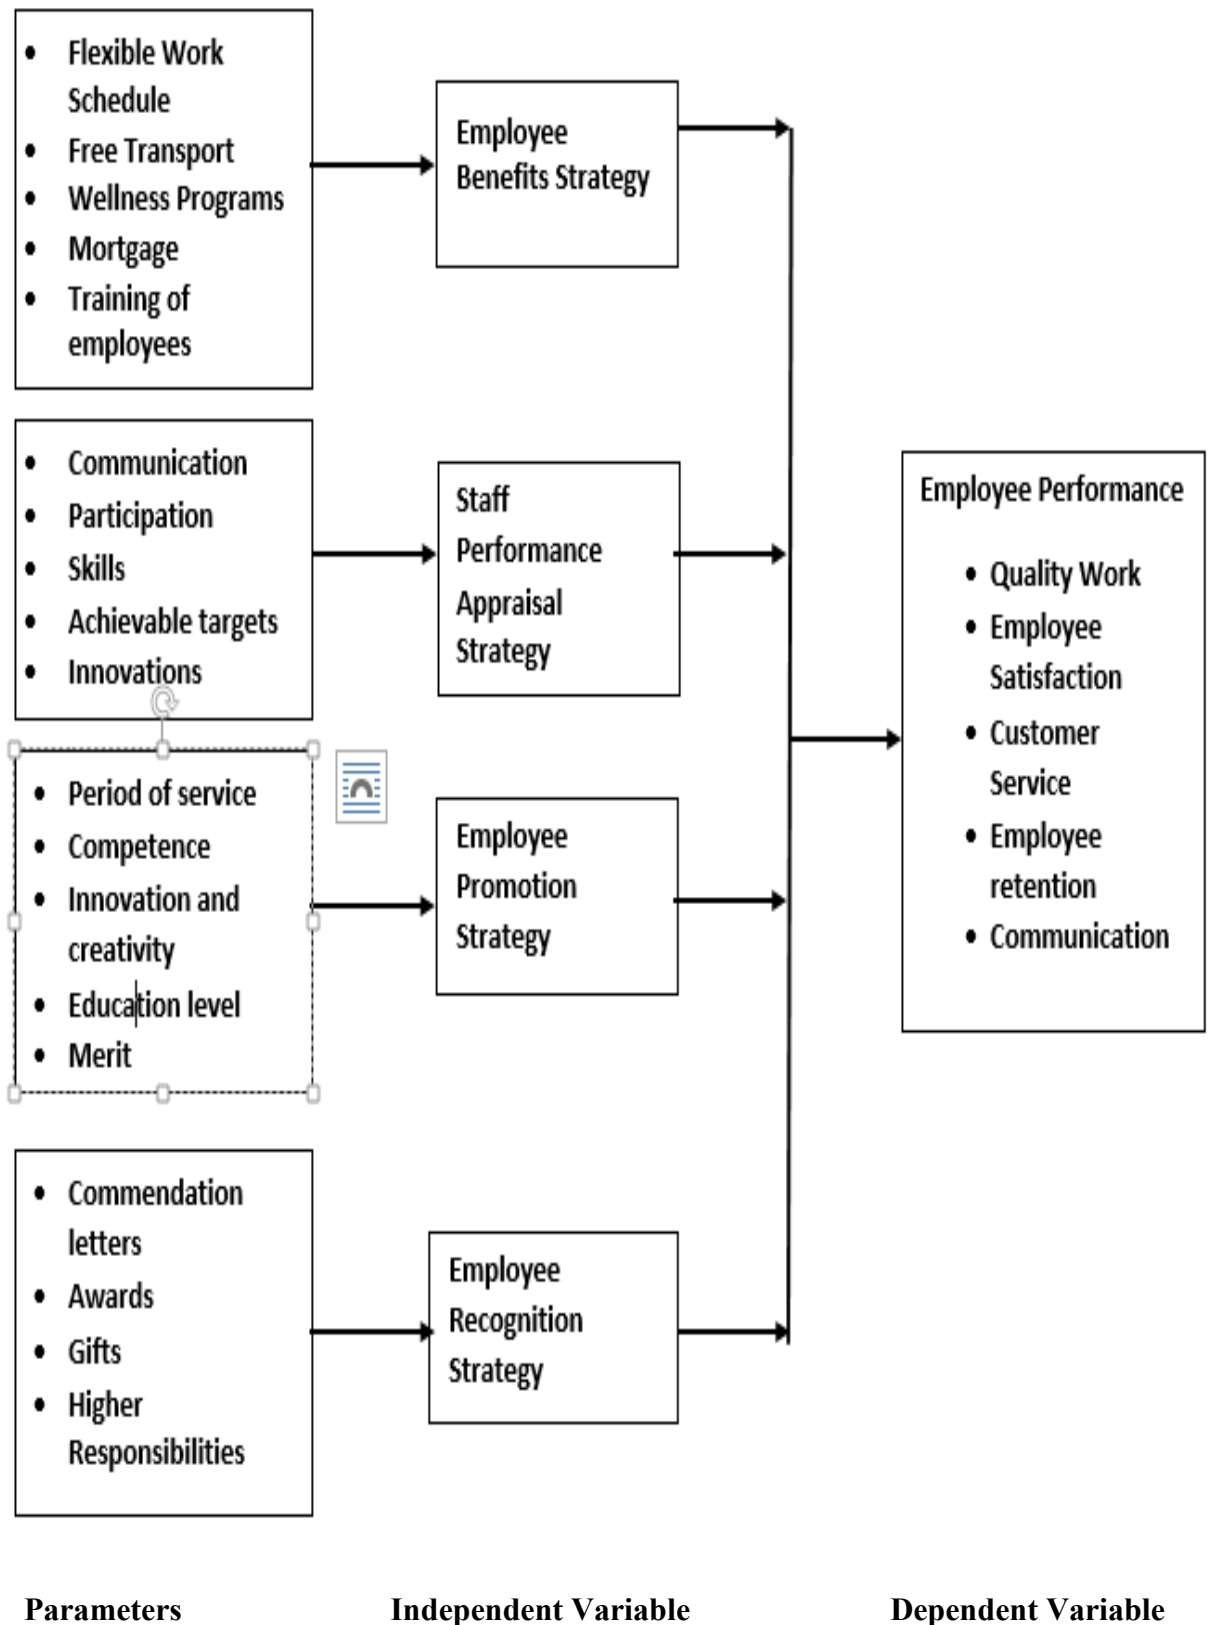 • Flexible Work
Schedule
• Free Transport
• Wellness Programs
• Mortgage
• Training of
employees
Employee
Benefits Strategy
• Communication
• Participation
• Skills
• Achievable targets
• Innovations
Staff
Performance
Appraisal
Strategy
• Period of service
• Competence
• Innovation and
creativity
• Education level
• Merit
Employee
Promotion
Strategy
• Commendation
letters
• Awards
• Gifts
• Higher
Responsibilities
Employee
Recognition
Strategy
Employee Performance
• Quality Work
• Employee
Satisfaction
• Customer
Service
• Employee
retention
• Communication
Parameters
Independent Variable
Dependent Variable